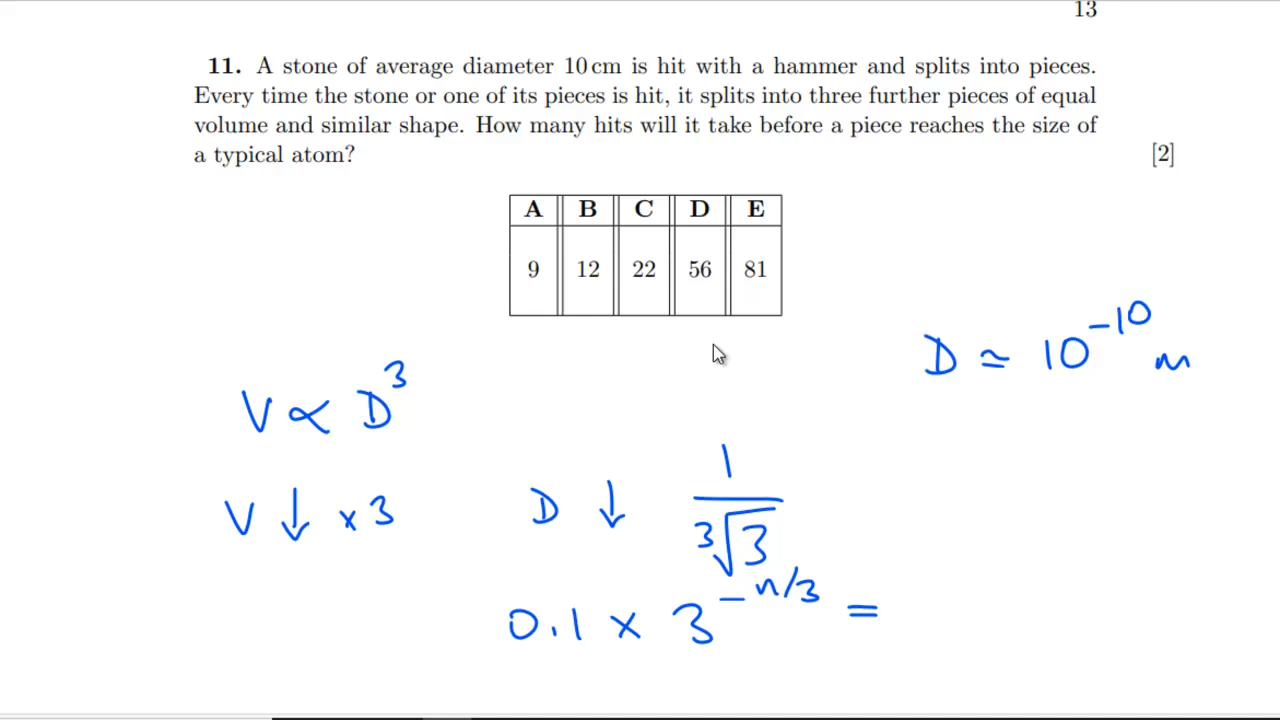 13
11. A stone of average diameter 10 cm is hit with a hammer and splits into pieces.
Every time the stone or one of its pieces is hit, it splits into three further pieces of equal
volume and similar shape. How many hits will it take before a piece reaches the size of
a typical atom? [2]
A B C D E
9 12 22 56 81
D ≃ 10⁻¹⁰ m
V ∝ D³
V ↓ × 3 D ↓ 1/∛3
0.1 × 3^(-n/3) =